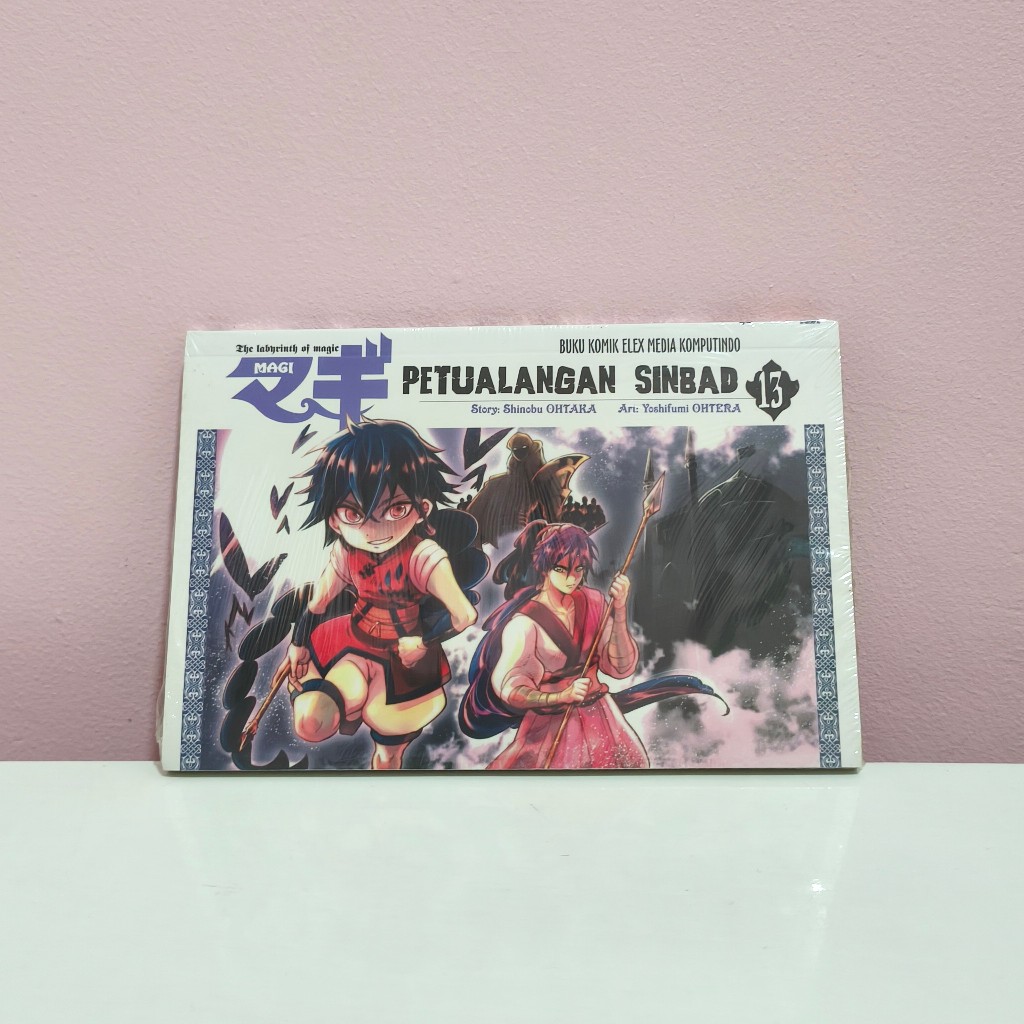 The labyrinth of magic
マギ
MAGI
BUKU KOMIK ELEX MEDIA KOMPUTINDO
PETUALANGAN SINBAD 13
Story: Shinobu OHTAKA Art: Yoshifumi OHTERA